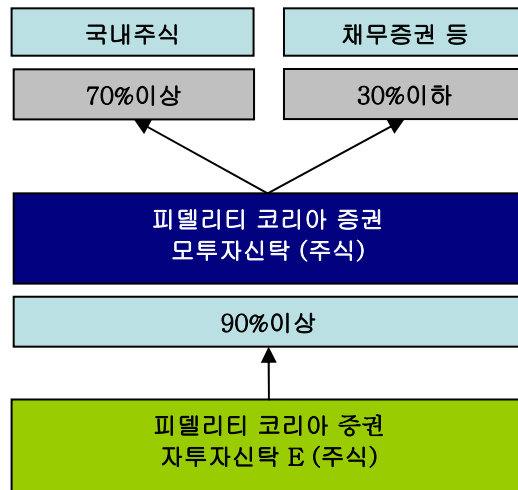 국내주식
채무증권 등
70%이상
30%이하
피델리티 코리아 증권
모투자신탁 (주식)
90%이상
피델리티 코리아 증권
자투자신탁 E (주식)